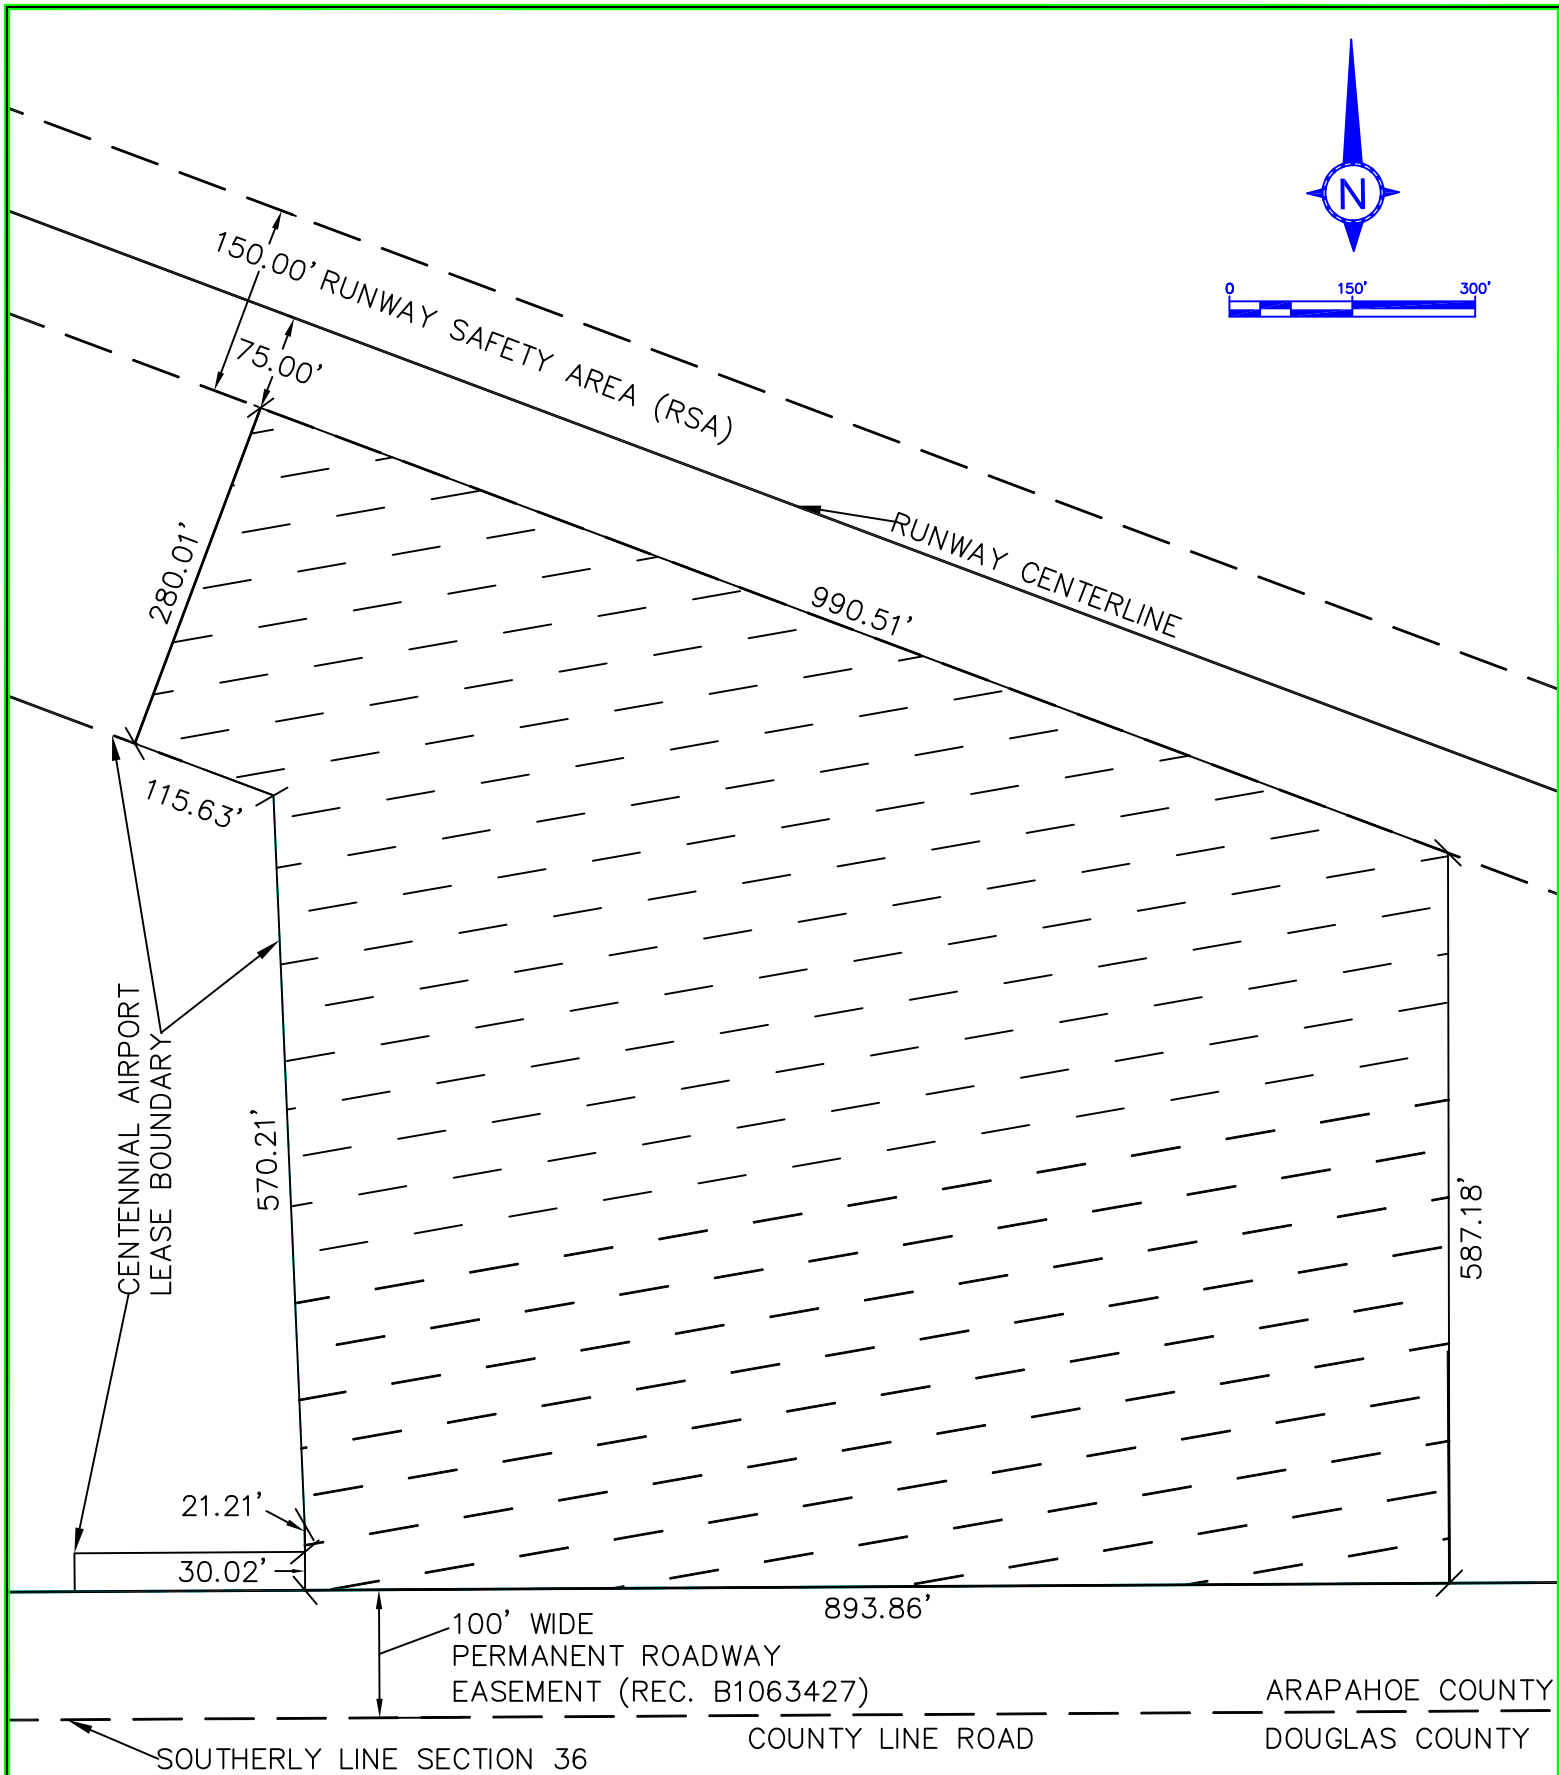 N
0 150' 300'
150.00' RUNWAY SAFETY AREA (RSA)
75.00'
RUNWAY CENTERLINE
280.01'
990.51'
115.63'
CENTENNIAL AIRPORT
LEASE BOUNDARY
570.21'
587.18'
21.21'
30.02'
893.86'
100' WIDE
PERMANENT ROADWAY
EASEMENT (REC. B1063427)
ARAPAHOE COUNTY
COUNTY LINE ROAD
DOUGLAS COUNTY
SOUTHERLY LINE SECTION 36